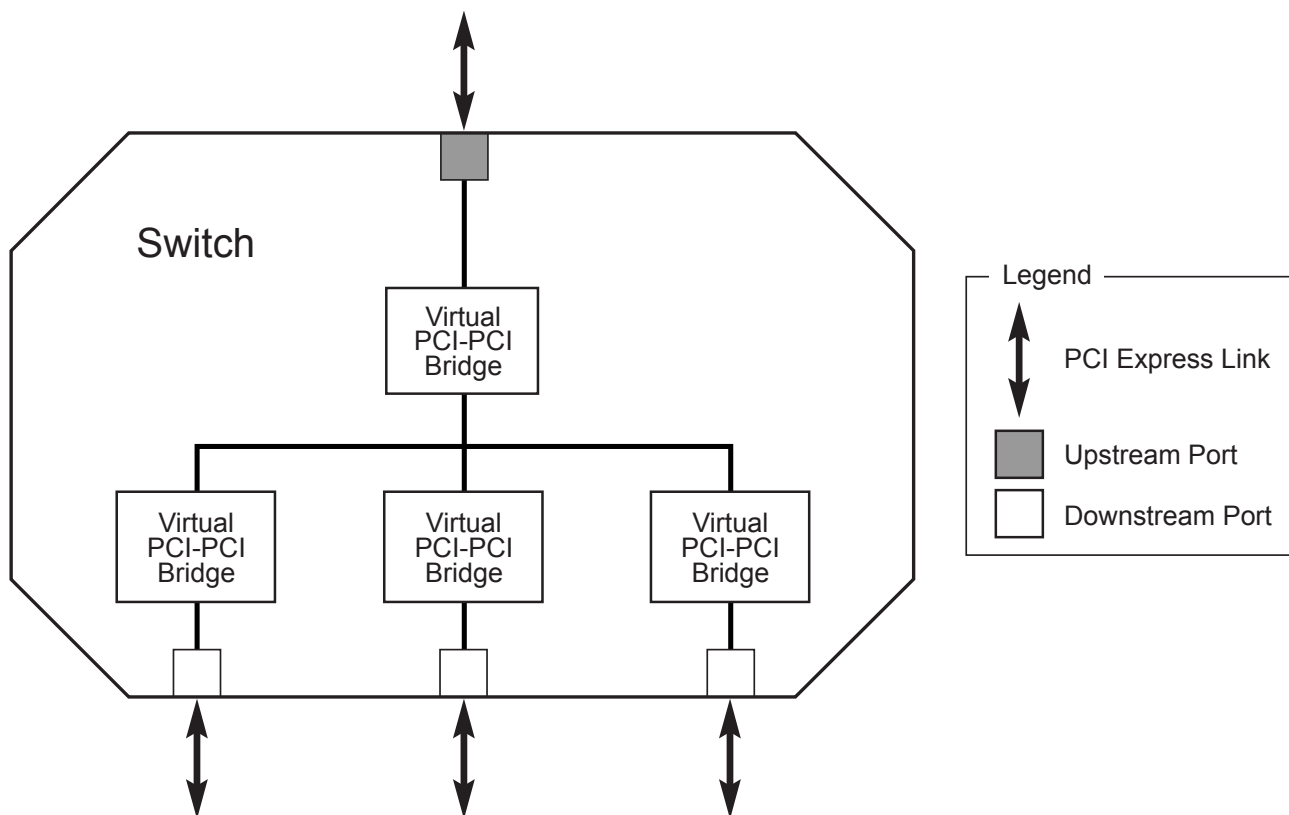 Switch
Virtual
PCI-PCI
Bridge
Virtual
PCI-PCI
Bridge
Virtual
PCI-PCI
Bridge
Virtual
PCI-PCI
Bridge
Legend
PCI Express Link
Upstream Port
Downstream Port